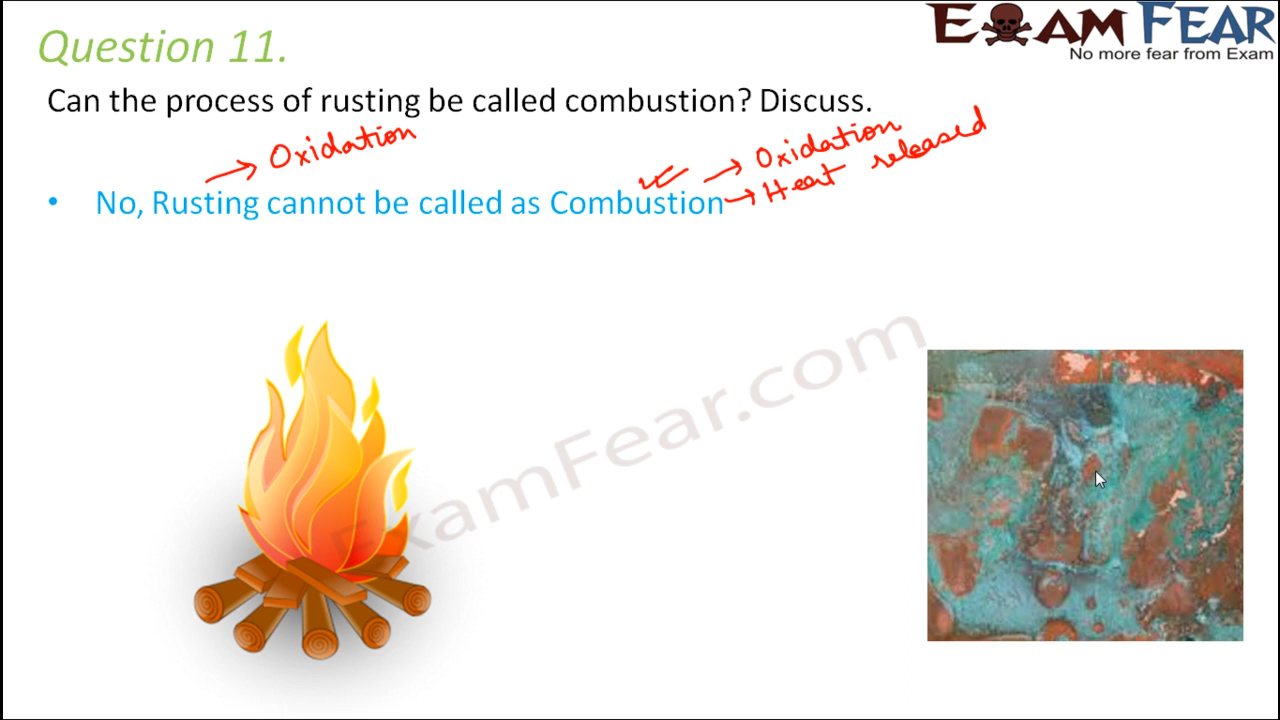 Question 11.
EXAM FEAR
No more fear from Exam
Can the process of rusting be called combustion? Discuss.
→ Oxidation
→ Oxidation
→ Heat released
• No, Rusting cannot be called as Combustion
ExamFear.com